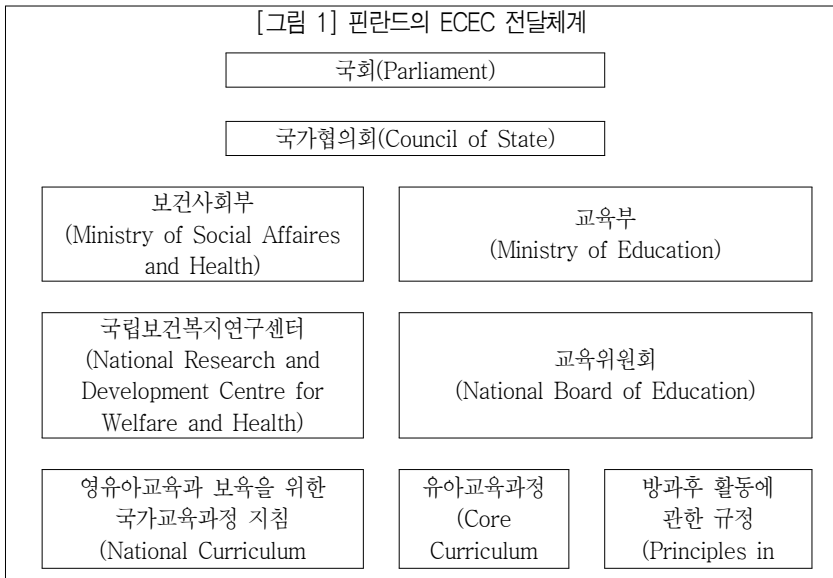 [그림 1] 핀란드의 ECEC 전달체계
국회(Parliament)
국가협의회(Council of State)
보건사회부
(Ministry of Social Affaires
and Health)
교육부
(Ministry of Education)
국립보건복지연구센터
(National Research and
Development Centre for
Welfare and Health)
교육위원회
(National Board of Education)
영유아교육과 보육을 위한
국가교육과정 지침
(National Curriculum
유아교육과정
(Core
Curriculum
방과후 활동에
관한 규정
(Principles in